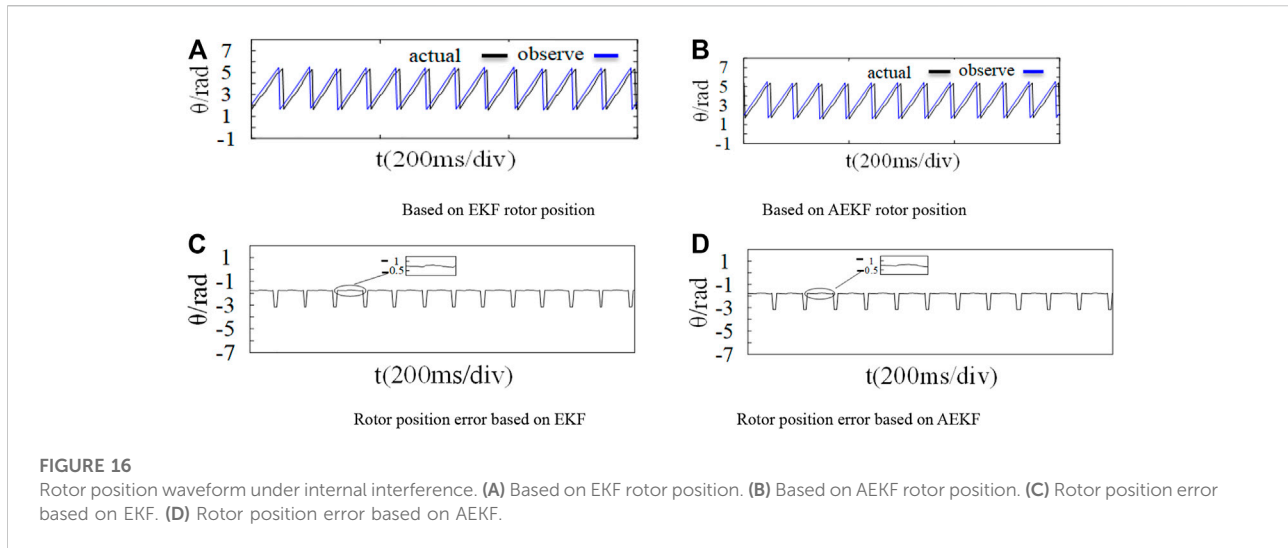 A
7
5
3
1
-1
θ/rad
actual observe
t(200ms/div)
Based on EKF rotor position
B
7
5
3
1
-1
θ/rad
actual observe
t(200ms/div)
Based on AEKF rotor position
C
1
-1
-3
-5
-7
θ/rad
- 1
-0.5
t(200ms/div)
Rotor position error based on EKF
D
1
-1
-3
-5
-7
θ/rad
- 1
-0.5
t(200ms/div)
Rotor position error based on AEKF
FIGURE 16
Rotor position waveform under internal interference. (A) Based on EKF rotor position. (B) Based on AEKF rotor position. (C) Rotor position error
based on EKF. (D) Rotor position error based on AEKF.